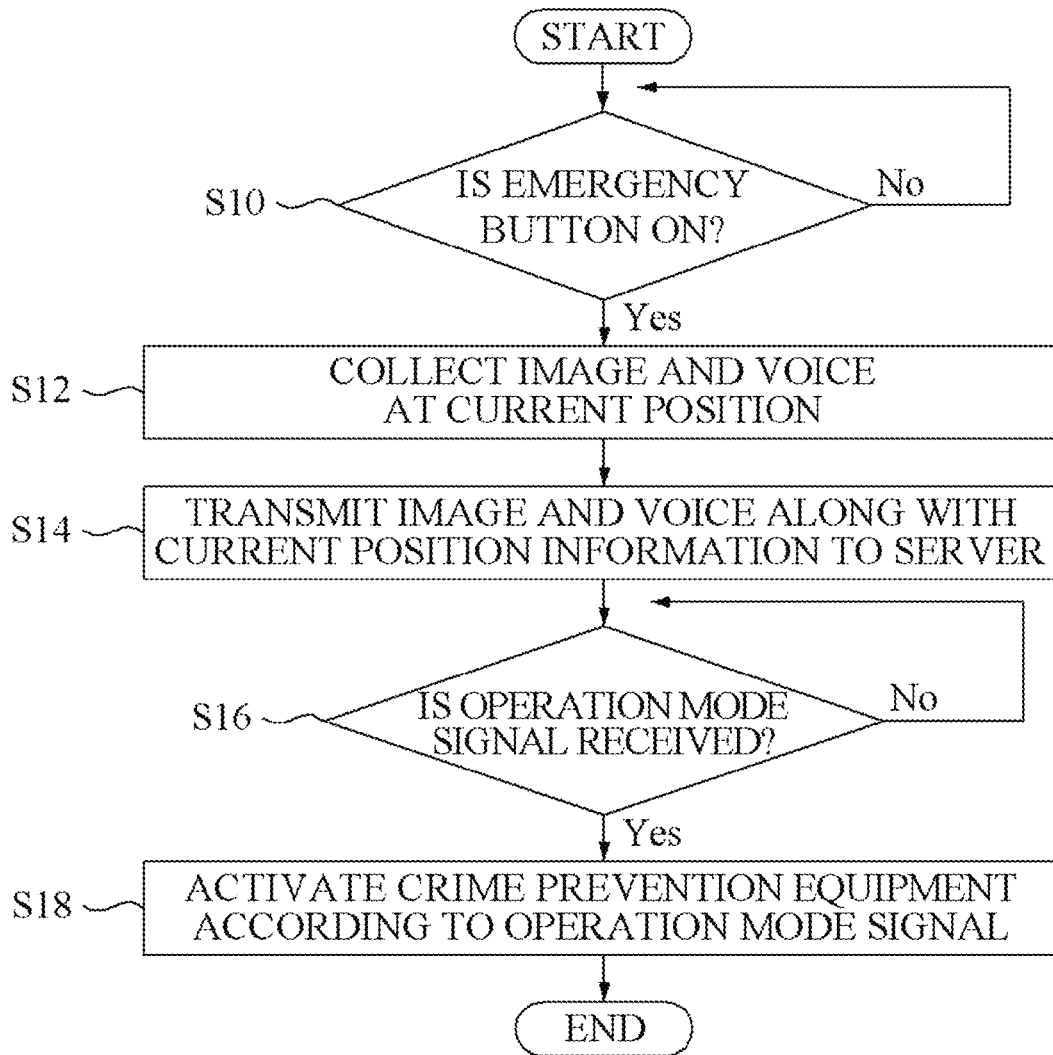 START
S10
IS EMERGENCY
BUTTON ON?
No
Yes
S12
COLLECT IMAGE AND VOICE
AT CURRENT POSITION
S14
TRANSMIT IMAGE AND VOICE ALONG WITH
CURRENT POSITION INFORMATION TO SERVER
S16
IS OPERATION MODE
SIGNAL RECEIVED?
No
Yes
S18
ACTIVATE CRIME PREVENTION EQUIPMENT
ACCORDING TO OPERATION MODE SIGNAL
END